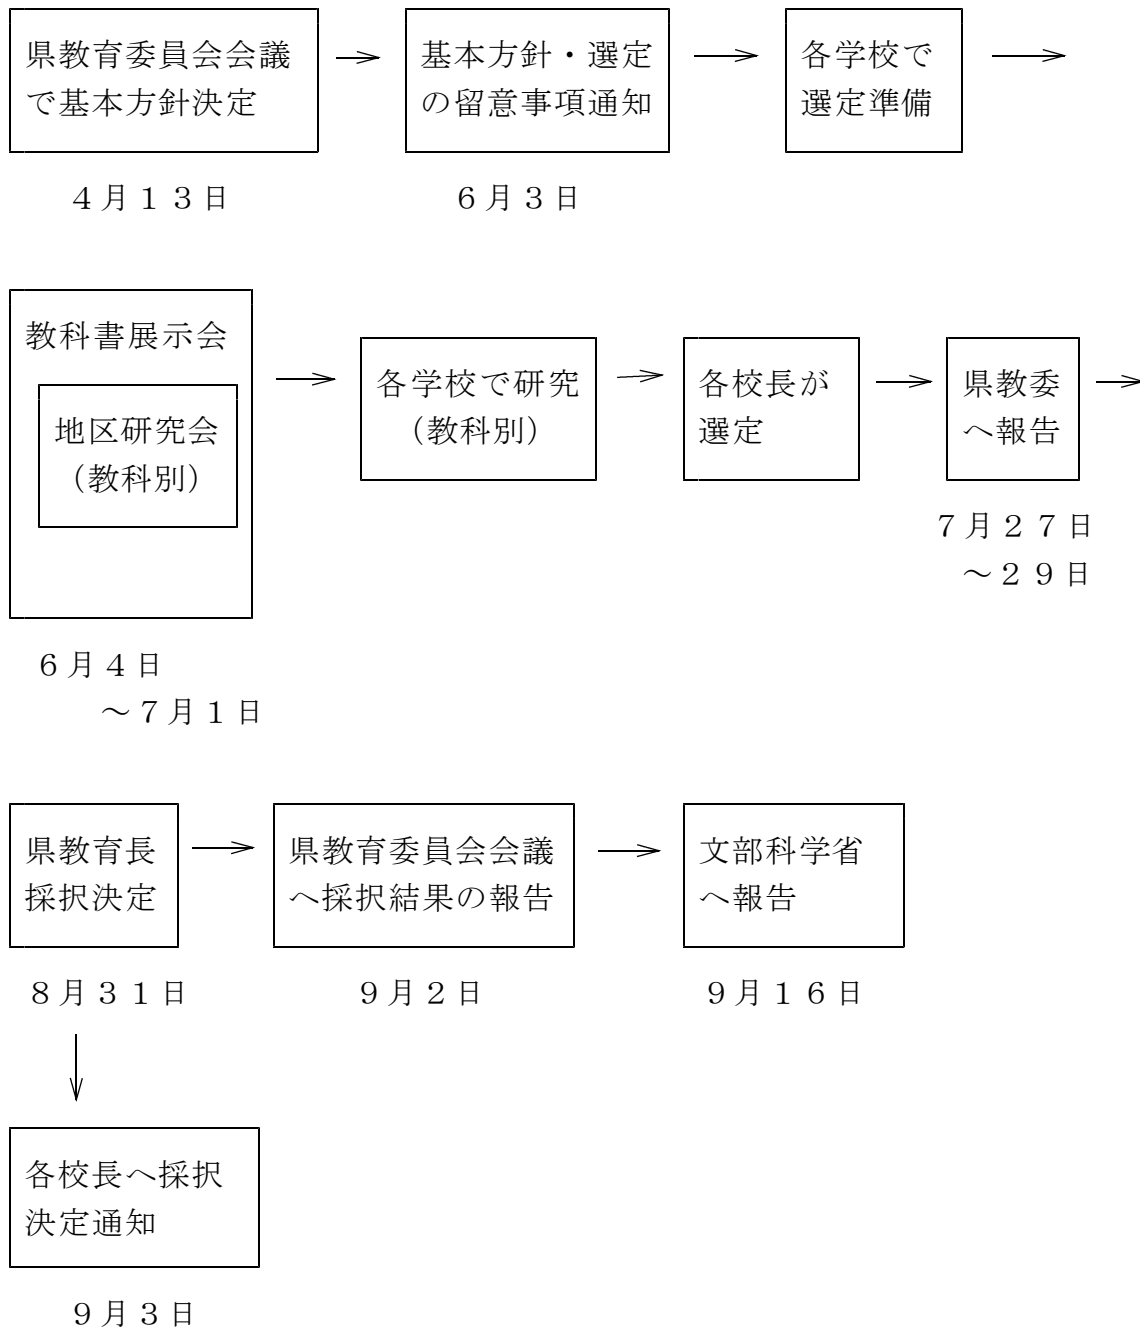 県教育委員会会議
で基本方針決定
基本方針・選定
の留意事項通知
各学校で
選定準備
４月１３日
６月３日
教科書展示会
地区研究会
（教科別）
各学校で研究
（教科別）
各校長が
選定
県教委
へ報告
７月２７日
～２９日
６月４日
～７月１日
県教育長
採択決定
県教育委員会会議
へ採択結果の報告
文部科学省
へ報告
８月３１日
９月２日
９月１６日
各校長へ採択
決定通知
９月３日